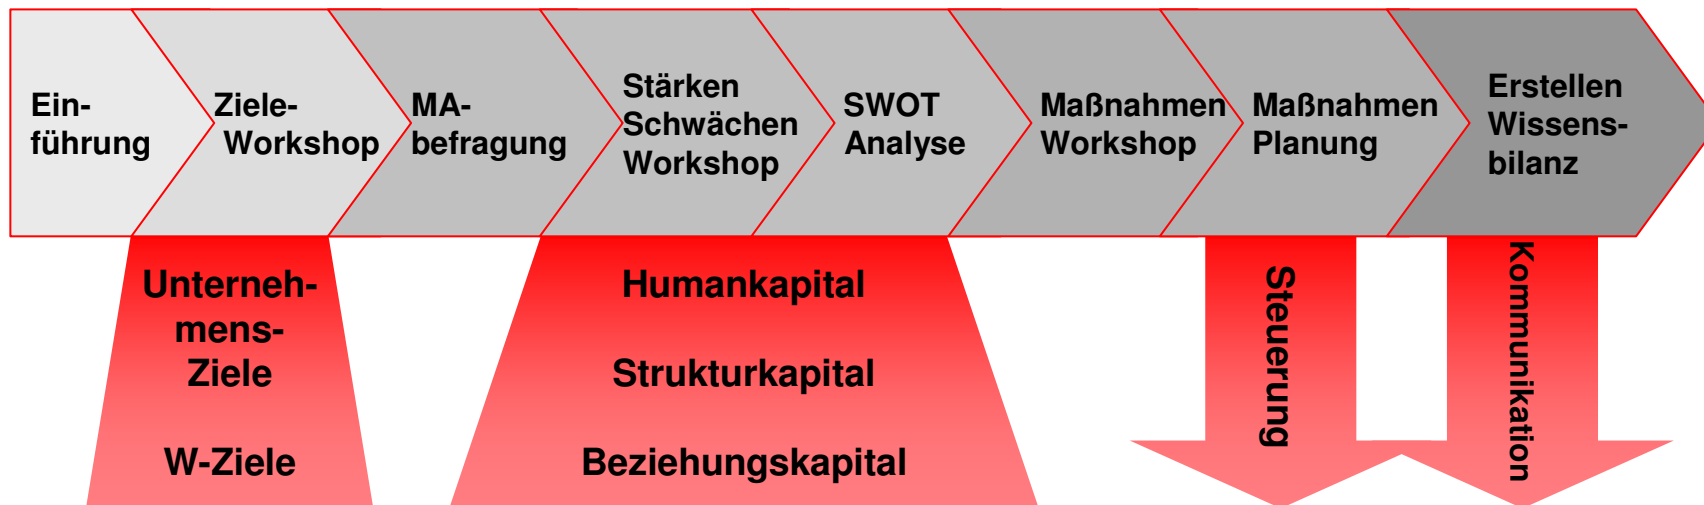 Ein-
führung
Ziele-
Workshop
MA-
befragung
Stärken
Schwächen
Workshop
SWOT
Analyse
Maßnahmen
Workshop
Maßnahmen
Planung
Erstellen
Wissens-
bilanz
Unterneh-
mens-
Ziele
W-Ziele
Humankapital
Strukturkapital
Beziehungskapital
Steuerung
Kommunikation